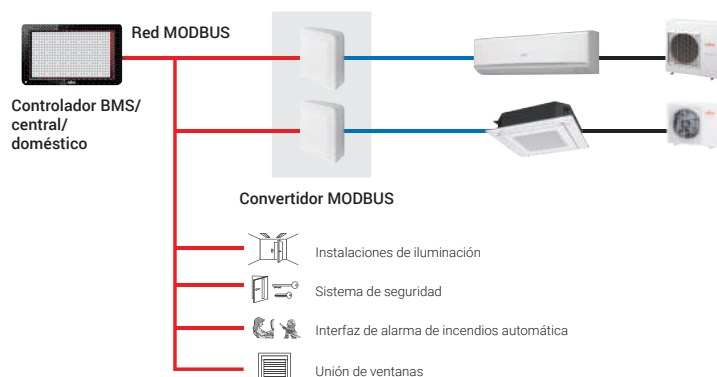 Red MODBUS
Controlador BMS/
central/
doméstico
Convertidor MODBUS
Instalaciones de iluminación
Sistema de seguridad
Interfaz de alarma de incendios automática
Unión de ventanas